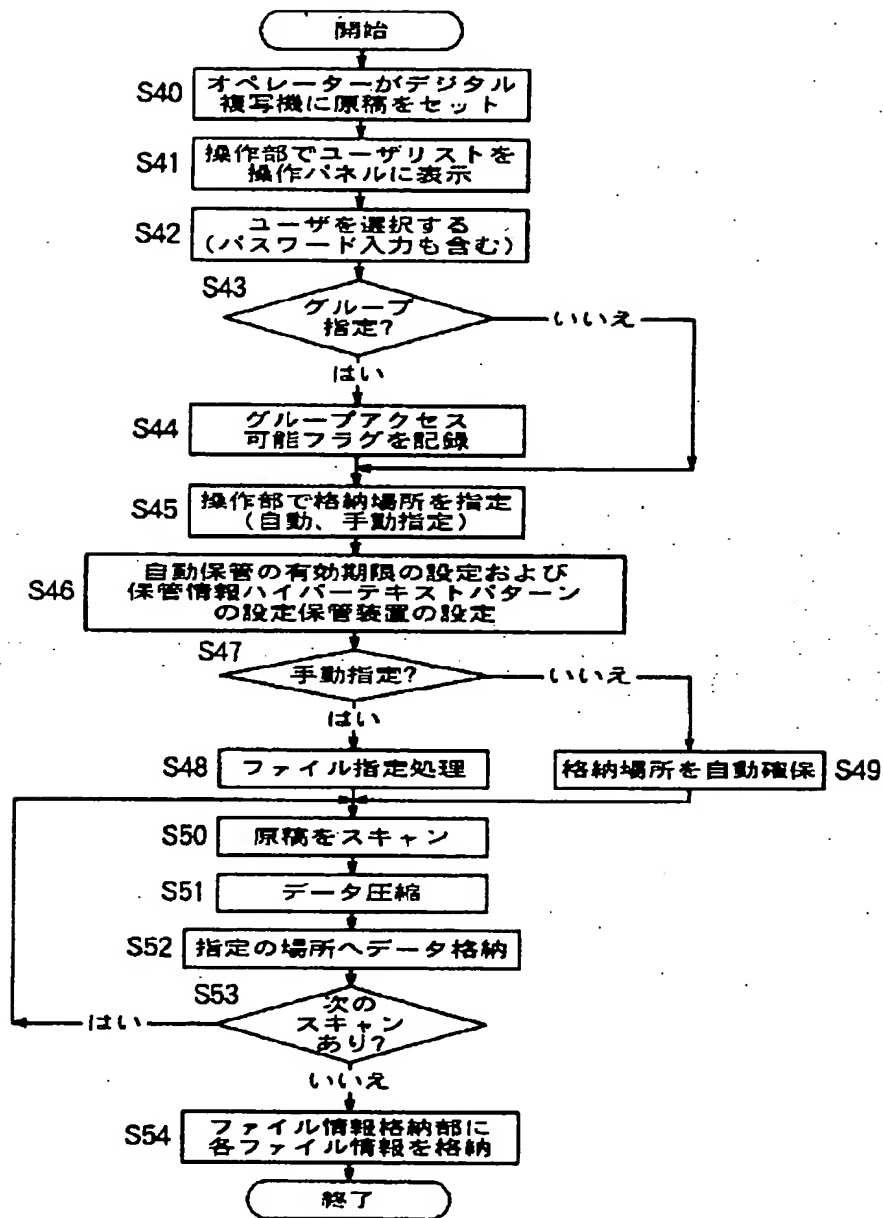 開始
S40
オペレーターがデジタル
複写機に原稿をセット
S41
操作部でユーザリストを
操作パネルに表示
S42
ユーザを選択する
(パスワード入力も含む)
S43
グループ
指定?
いいえ
はい
S44
グループアクセス
可能フラグを記録
S45
操作部で格納場所を指定
(自動、手動指定)
S46
自動保管の有効期限の設定および
保管情報ハイパーテキストパターン
の設定保管装置の設定
S47
手動指定?
いいえ
はい
S48
ファイル指定処理
格納場所を自動確保
S49
S50
原稿をスキャン
S51
データ圧縮
S52
指定の場所へデータ格納
S53
次の
スキャン
あり?
はい
いいえ
S54
ファイル情報格納部に
各ファイル情報を格納
終了